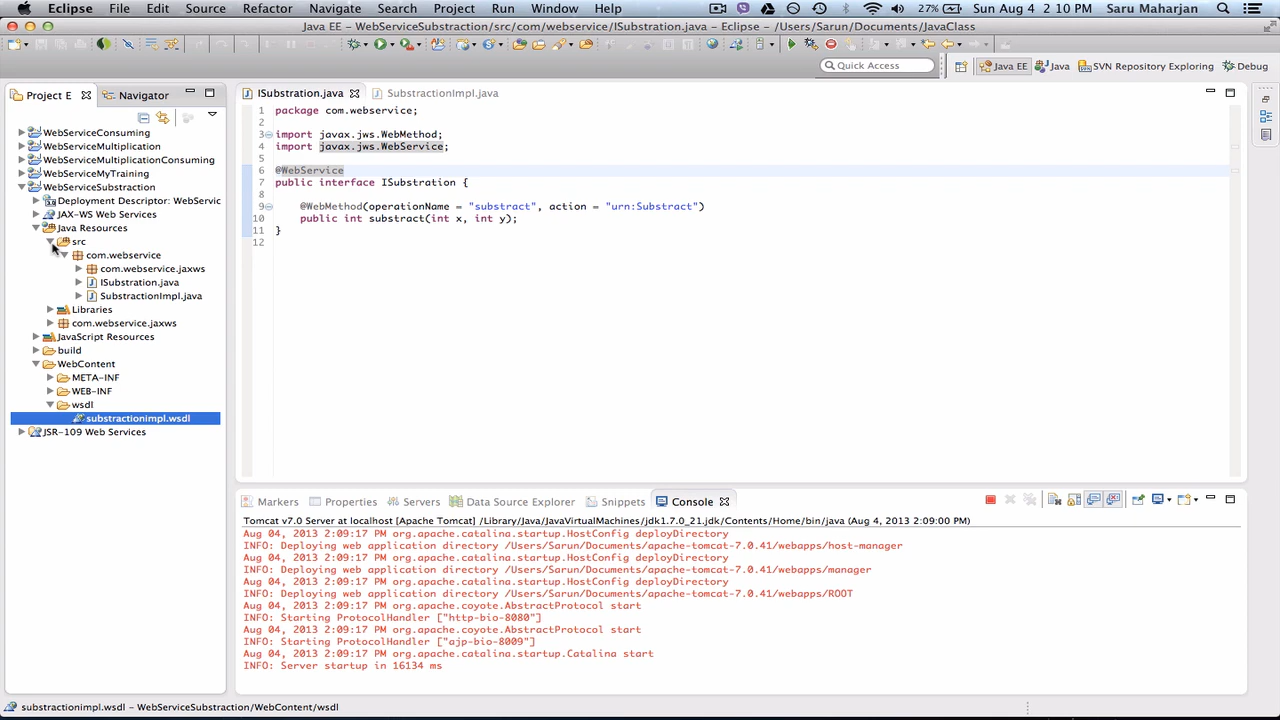 Eclipse File Edit Source Refactor Navigate Search Project Run Window Help 27% Sun Aug 4 2:10 PM Saru Maharjan
Java EE – WebServiceSubstraction/src/com/webservice/ISubstration.java – Eclipse – /Users/Sarun/Documents/JavaClass
Quick Access Java EE Java SVN Repository Exploring Debug
Project E Navigator
WebServiceConsuming
WebServiceMultiplication
WebServiceMultiplicationConsuming
WebServiceMyTraining
WebServiceSubstraction
Deployment Descriptor: WebServic
JAX-WS Web Services
Java Resources
src
com.webservice
com.webservice.jaxws
ISubstration.java
SubstractionImpl.java
Libraries
com.webservice.jaxws
JavaScript Resources
build
WebContent
META-INF
WEB-INF
wsdl
substractionimpl.wsdl
JSR-109 Web Services
ISubstration.java SubstractionImpl.java
1 package com.webservice;
2
3 import javax.jws.WebMethod;
4 import javax.jws.WebService;
5
6 @WebService
7 public interface ISubstration {
8
9 @WebMethod(operationName = "substract", action = "urn:Substract")
10 public int substract(int x, int y);
11 }
12
Markers Properties Servers Data Source Explorer Snippets Console
Tomcat v7.0 Server at localhost [Apache Tomcat] /Library/Java/JavaVirtualMachines/jdk1.7.0_21.jdk/Contents/Home/bin/java (Aug 4, 2013 2:09:00 PM)
Aug 04, 2013 2:09:17 PM org.apache.catalina.startup.HostConfig deployDirectory
INFO: Deploying web application directory /Users/Sarun/Documents/apache-tomcat-7.0.41/webapps/host-manager
Aug 04, 2013 2:09:17 PM org.apache.catalina.startup.HostConfig deployDirectory
INFO: Deploying web application directory /Users/Sarun/Documents/apache-tomcat-7.0.41/webapps/manager
Aug 04, 2013 2:09:17 PM org.apache.catalina.startup.HostConfig deployDirectory
INFO: Deploying web application directory /Users/Sarun/Documents/apache-tomcat-7.0.41/webapps/ROOT
Aug 04, 2013 2:09:17 PM org.apache.coyote.AbstractProtocol start
INFO: Starting ProtocolHandler ["http-bio-8080"]
Aug 04, 2013 2:09:17 PM org.apache.coyote.AbstractProtocol start
INFO: Starting ProtocolHandler ["ajp-bio-8009"]
Aug 04, 2013 2:09:17 PM org.apache.catalina.startup.Catalina start
INFO: Server startup in 16134 ms
substractionimpl.wsdl – WebServiceSubstraction/WebContent/wsdl